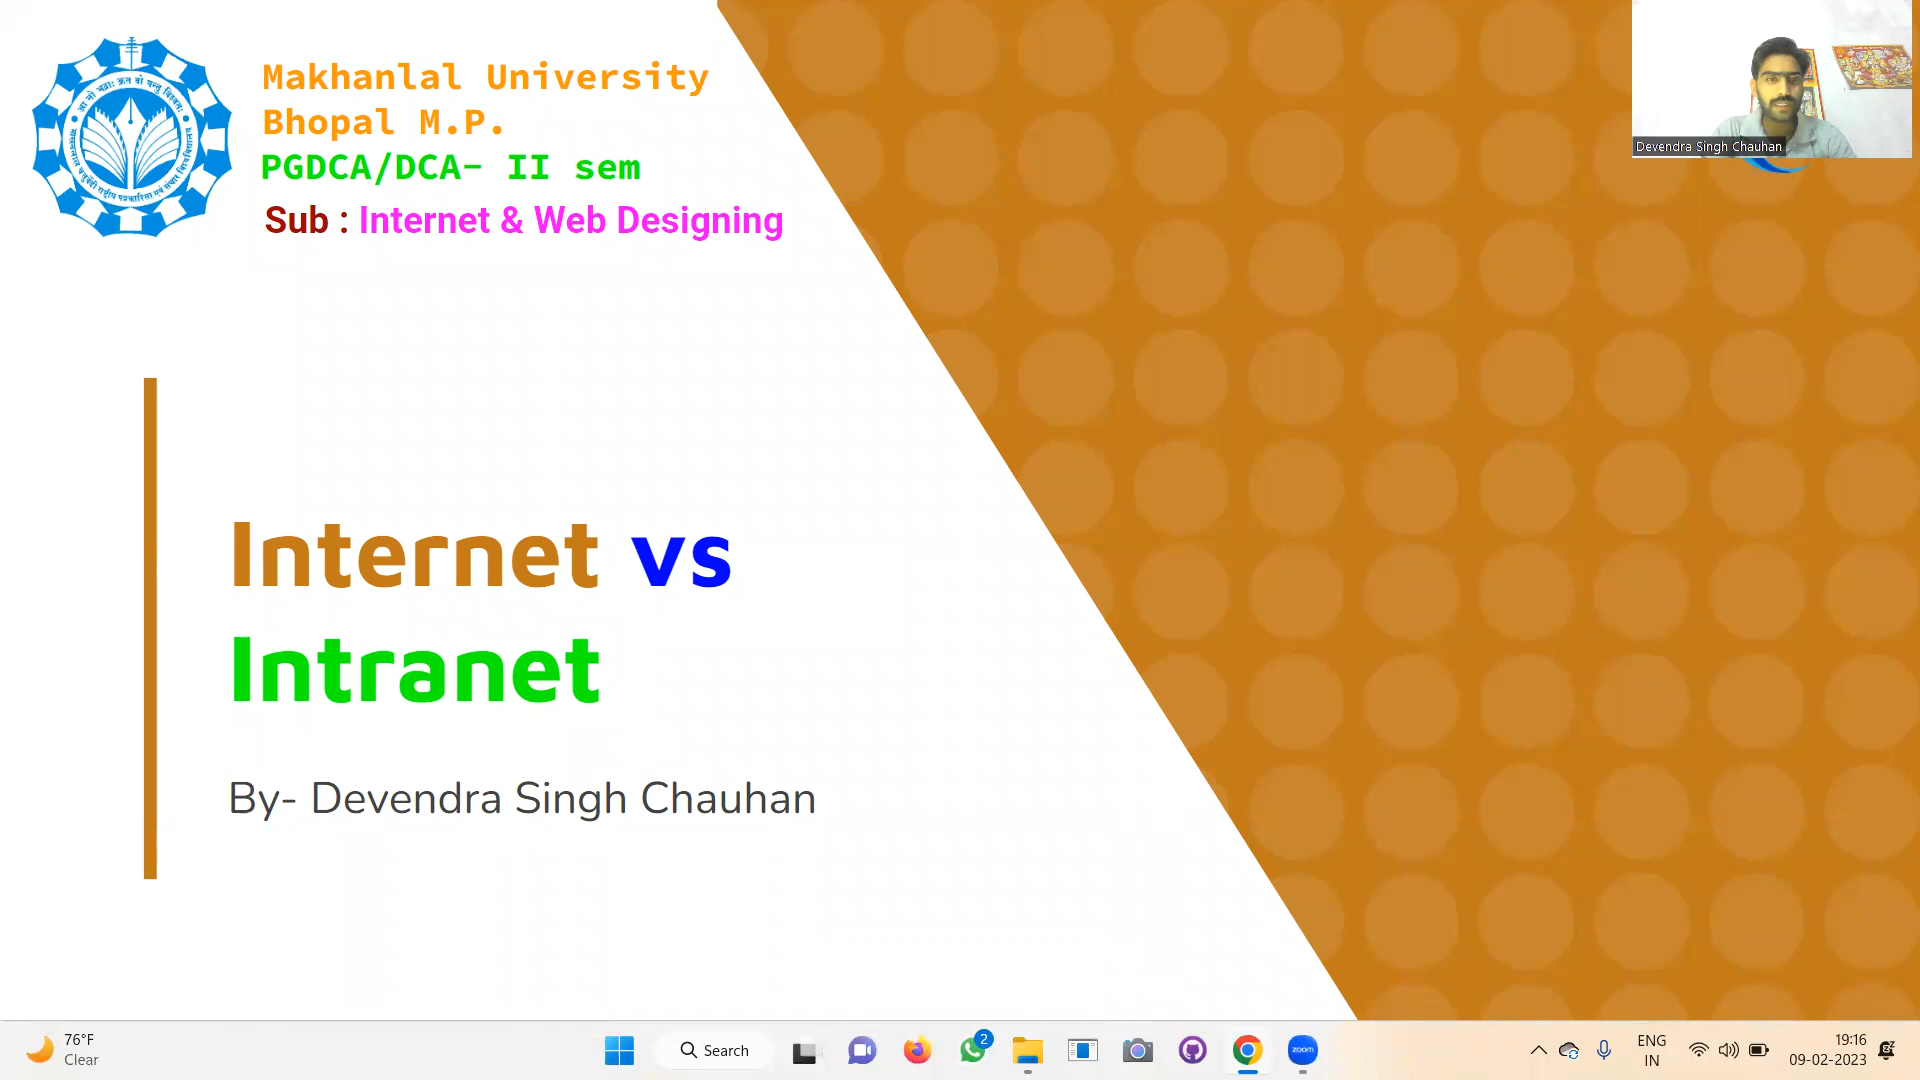 Makhanlal University
Bhopal M.P.
PGDCA/DCA- II sem
Sub : Internet & Web Designing
Devendra Singh Chauhan
Internet vs
Intranet
By- Devendra Singh Chauhan
76°F
Clear
Search
2
zoom
ENG
IN
19:16
09-02-2023